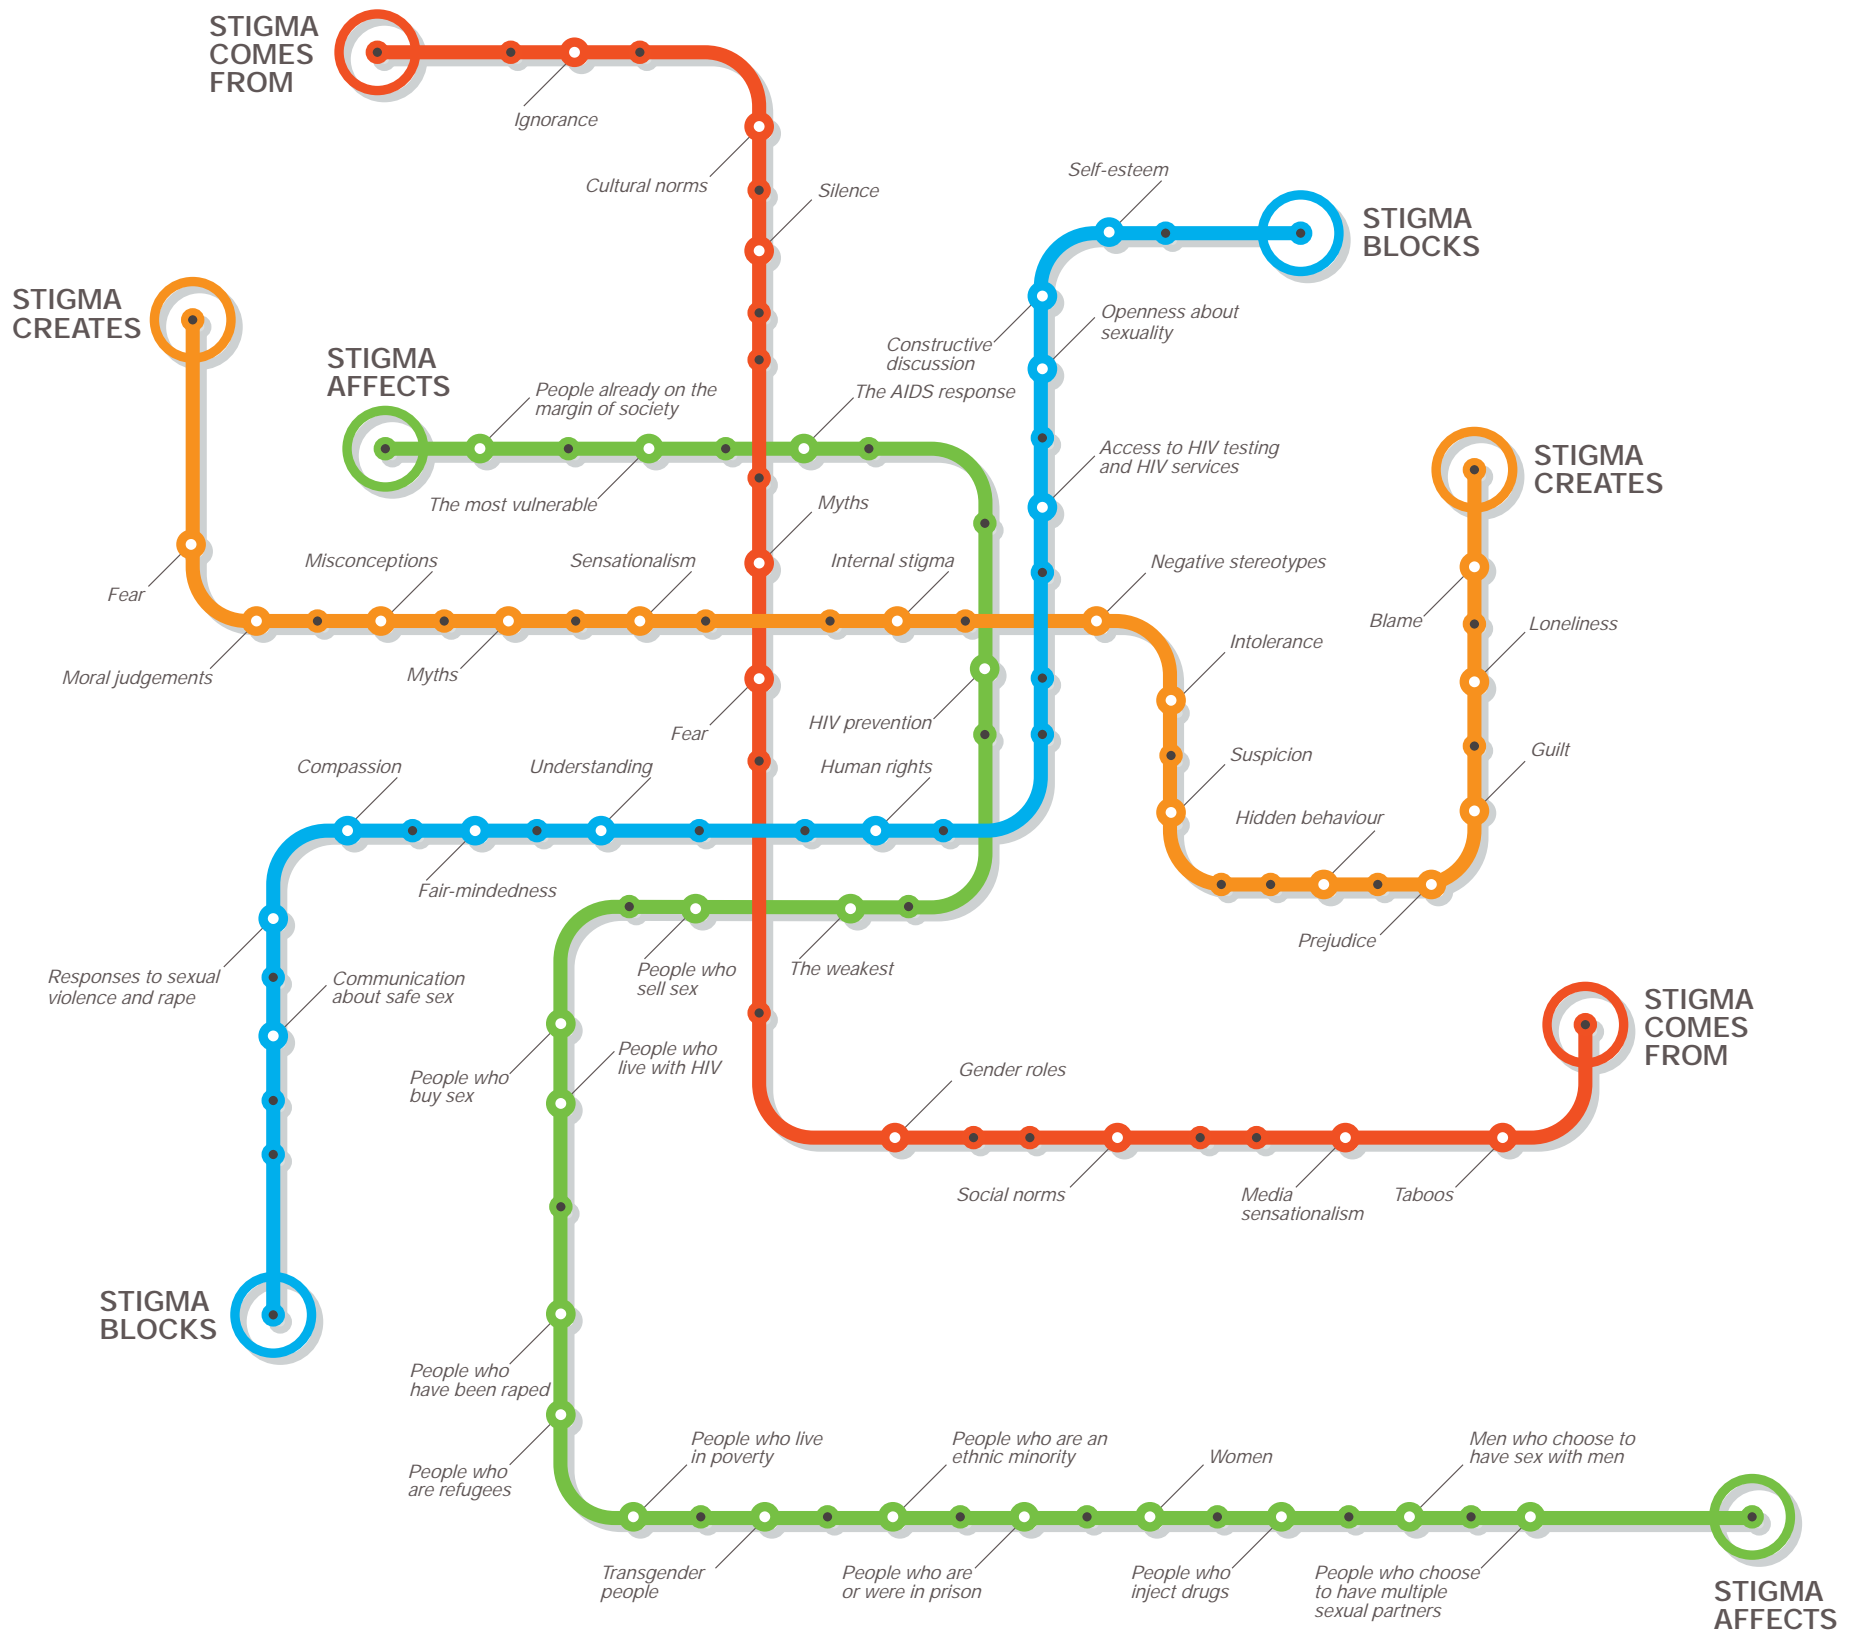 STIGMA
COMES
FROM
Ignorance
Cultural norms
Silence
Self-esteem
STIGMA
BLOCKS
STIGMA
CREATES
Openness about
sexuality
Constructive
discussion
STIGMA
AFFECTS
People already on the
margin of society
The AIDS response
Access to HIV testing
and HIV services
STIGMA
CREATES
The most vulnerable
Myths
Misconceptions
Sensationalism
Internal stigma
Negative stereotypes
Fear
Blame
Loneliness
Intolerance
Moral judgements
Myths
HIV prevention
Fear
Guilt
Suspicion
Compassion
Understanding
Human rights
Hidden behaviour
Fair-mindedness
Prejudice
Responses to sexual
violence and rape
Communication
about safe sex
People who
sell sex
The weakest
STIGMA
COMES
FROM
People who
live with HIV
People who
buy sex
Gender roles
Social norms
Media
sensationalism
Taboos
STIGMA
BLOCKS
People who
have been raped
People who
are refugees
People who live
in poverty
People who are an
ethnic minority
Women
Men who choose to
have sex with men
Transgender
people
People who are
or were in prison
People who
inject drugs
People who choose
to have multiple
sexual partners
STIGMA
AFFECTS